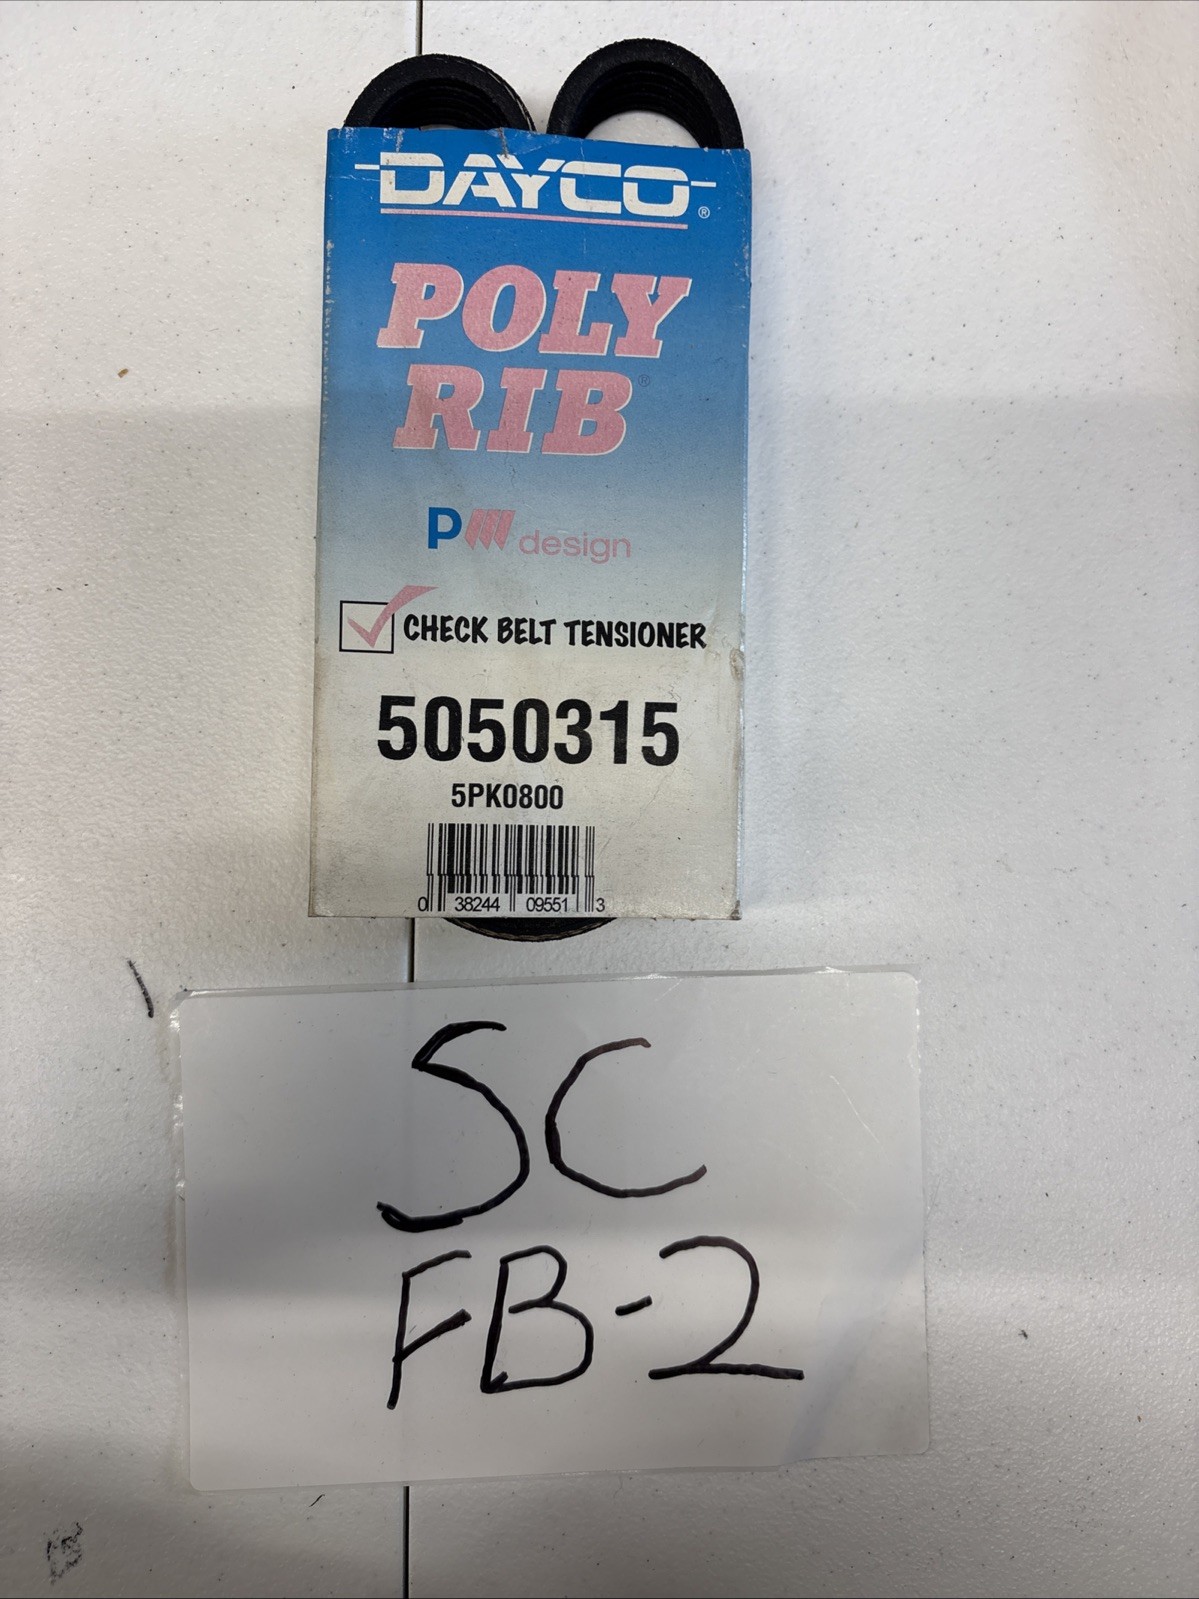 DAYCO®
POLY
RIB®
P design
CHECK BELT TENSIONER
5050315
5PK0800
0 38244 09551 3
SC
FB-2